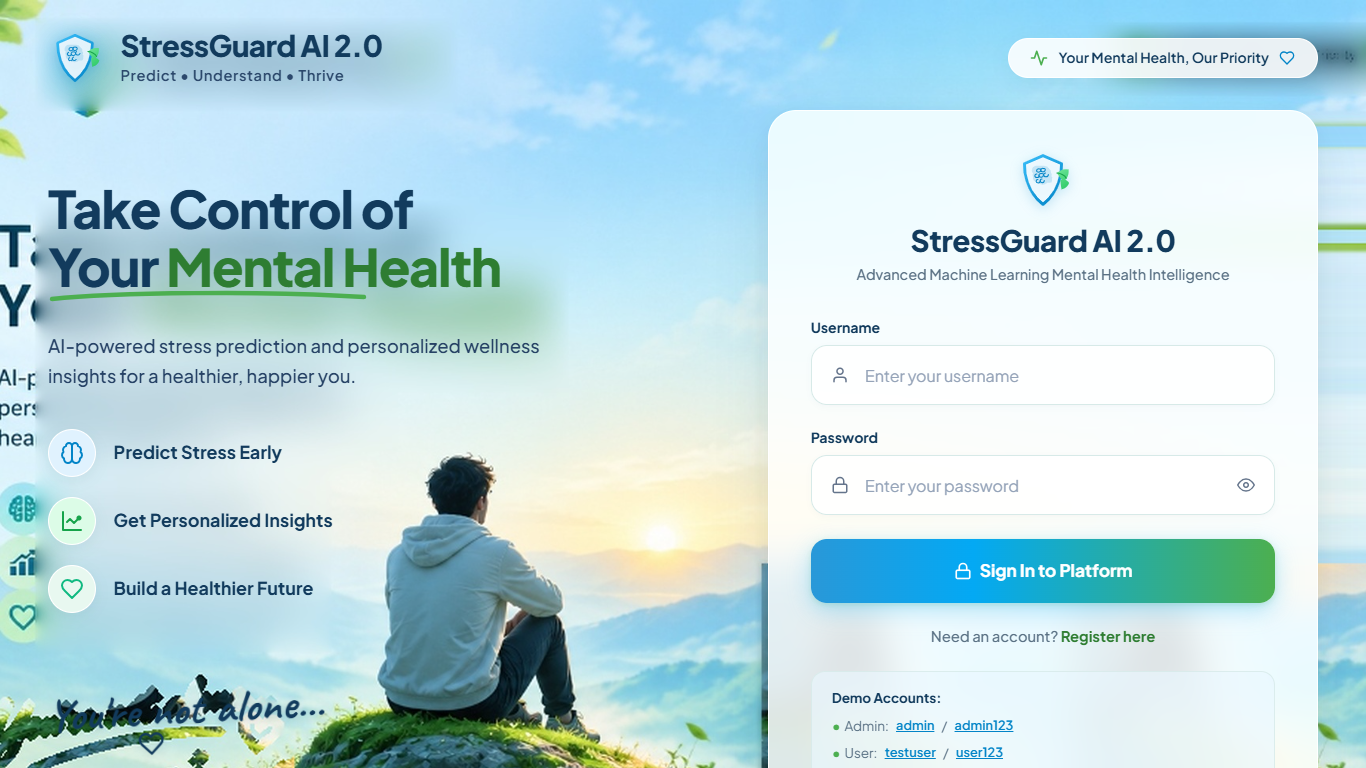 StressGuard AI 2.0
Predict • Understand • Thrive
Your Mental Health, Our Priority
Take Control of
Your Mental Health
AI-powered stress prediction and personalized wellness
insights for a healthier, happier you.
Predict Stress Early
Get Personalized Insights
Build a Healthier Future
You're not alone...
StressGuard AI 2.0
Advanced Machine Learning Mental Health Intelligence
Username
Enter your username
Password
Enter your password
Sign In to Platform
Need an account? Register here
Demo Accounts:
• Admin: admin / admin123
• User: testuser / user123